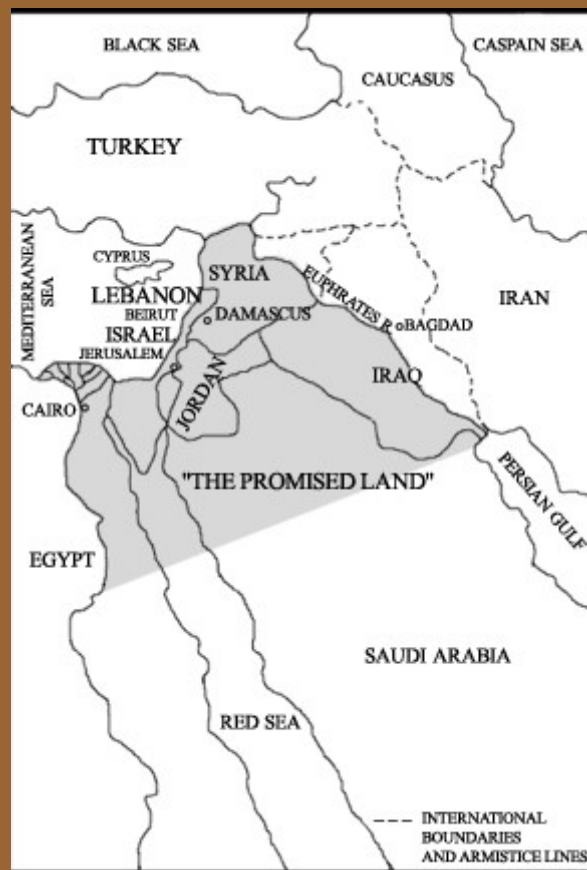 BLACK SEA
CASPAIN SEA
CAUCASUS
TURKEY
MEDITERRANEAN
SEA
CYPRUS
SYRIA
LEBANON
BEIRUT
DAMASCUS
EUPHRATES R
BAGDAD
IRAN
ISRAEL
JERUSALEM
JORDAN
IRAQ
CAIRO
"THE PROMISED LAND"
PERSIAN GULF
EGYPT
SAUDI ARABIA
RED SEA
INTERNATIONAL
BOUNDARIES
AND ARMISTICE LINES